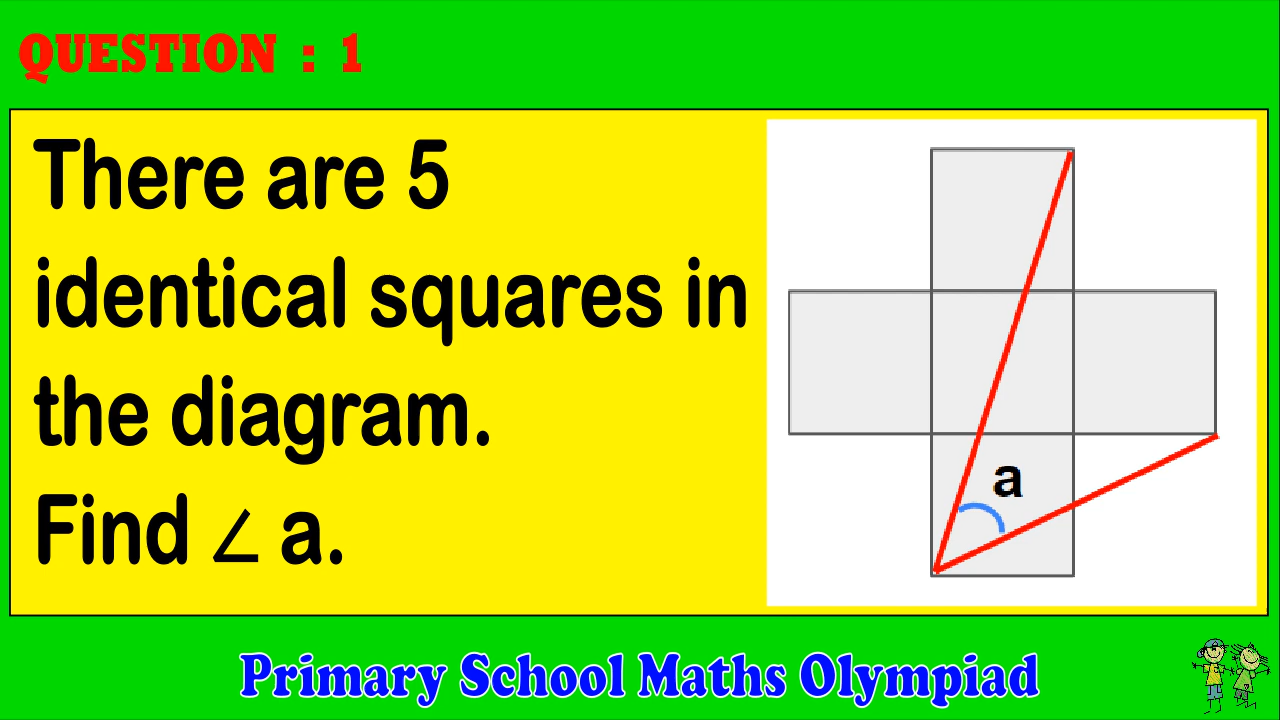 QUESTION : 1
There are 5
identical squares in
the diagram.
Find ∠ a.
a
Primary School Maths Olympiad